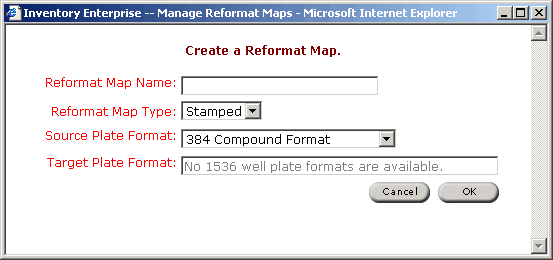 Inventory Enterprise -- Manage Reformat Maps - Microsoft Internet Explorer
Create a Reformat Map.
Reformat Map Name:
Reformat Map Type: Stamped
Source Plate Format: 384 Compound Format
Target Plate Format: No 1536 well plate formats are available.
Cancel OK